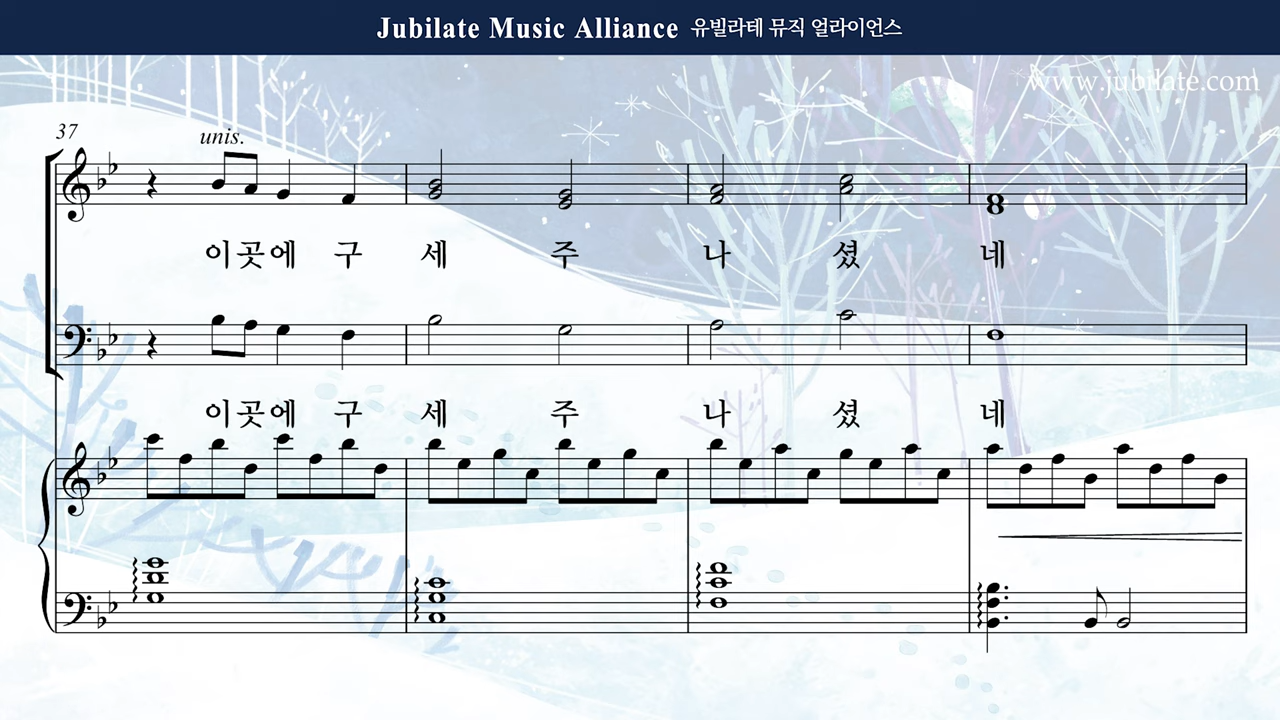 Jubilate Music Alliance 유빌라테 뮤직 얼라이언스
www.jubilate.com
37
unis.
이곳에 구 세 주 나 셨 네
이곳에 구 세 주 나 셨 네